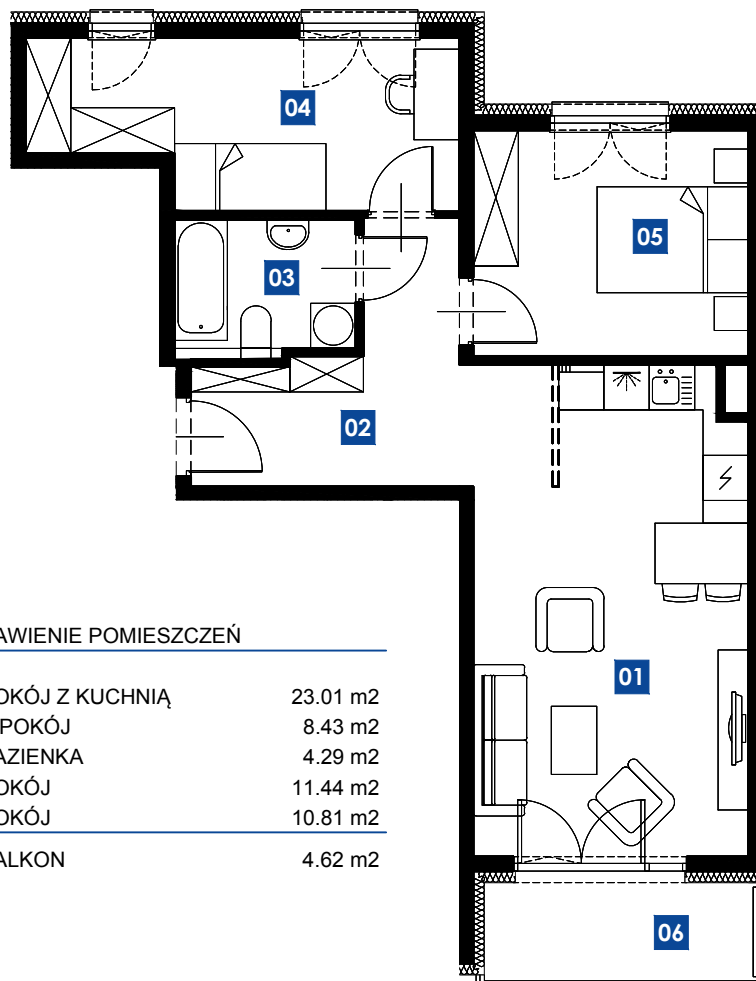 04
05
03
02
AWIENIE POMIESZCZEŃ
OKÓJ Z KUCHNIĄ 23.01 m2
POKÓJ 8.43 m2
AZIENKA 4.29 m2
OKÓJ 11.44 m2
OKÓJ 10.81 m2
ALKON 4.62 m2
01
06